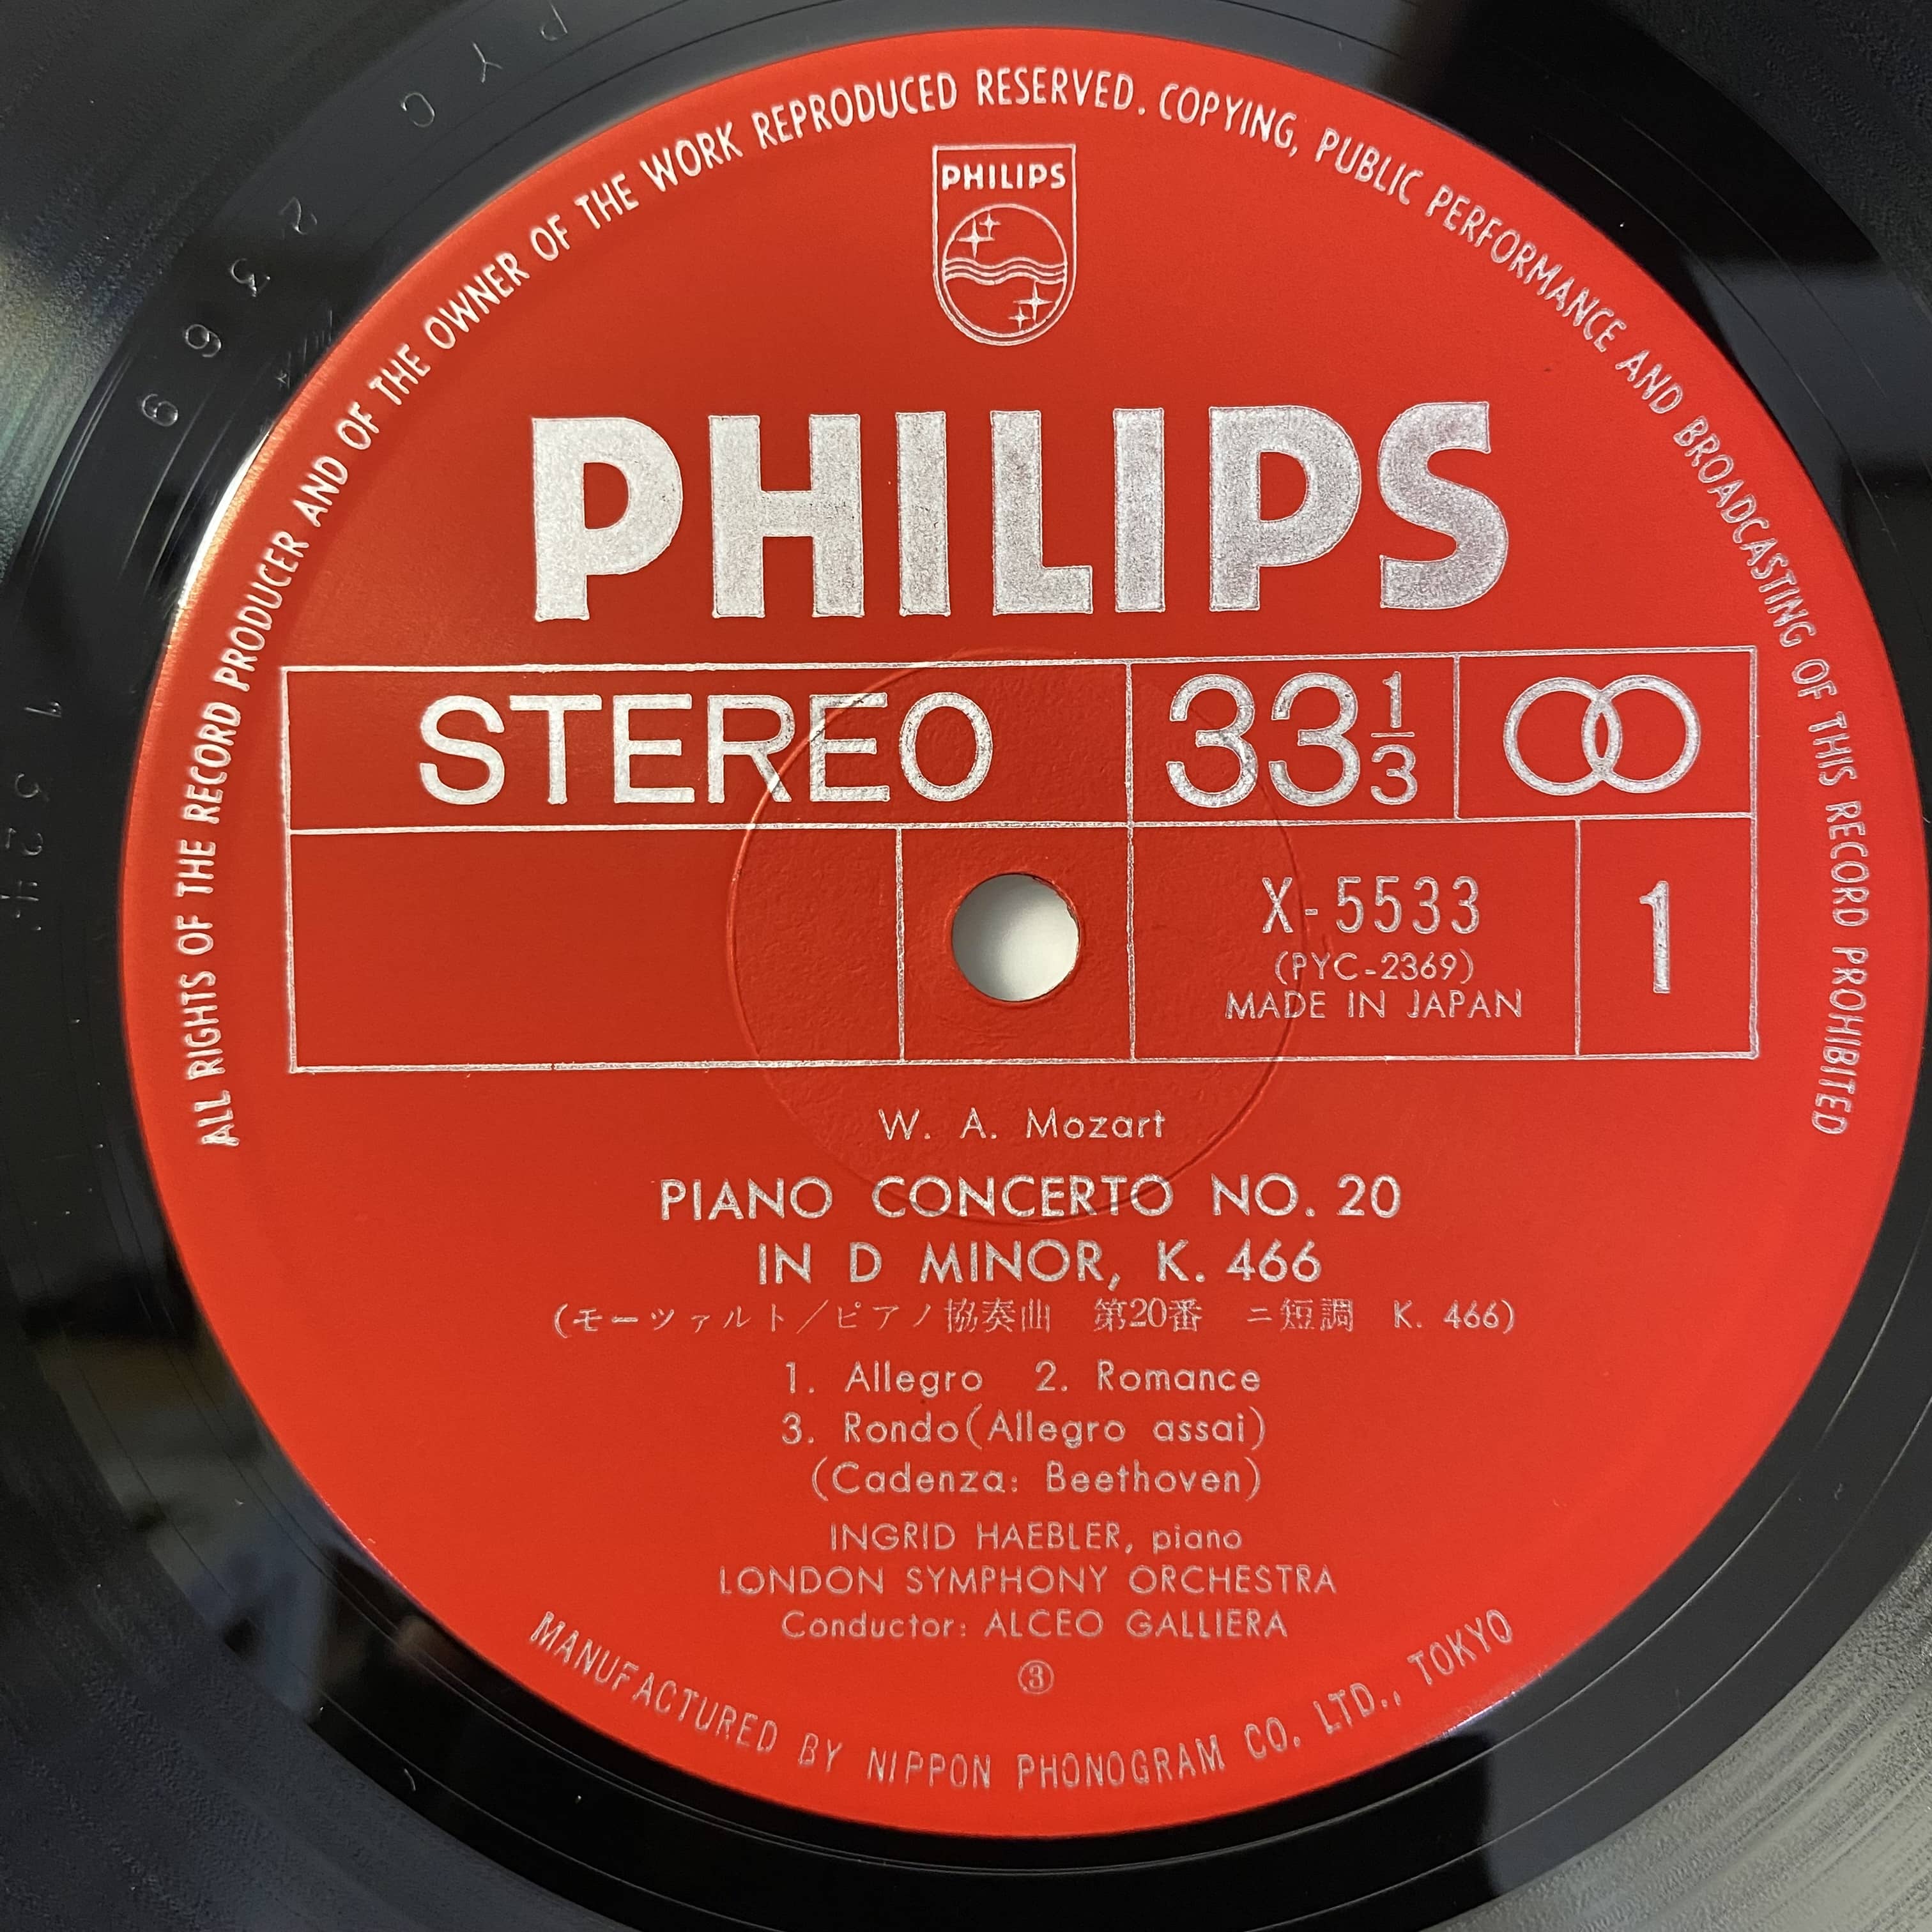 ALL RIGHTS OF THE RECORD PRODUCER AND OF THE OWNER OF THE WORK REPRODUCED RESERVED. COPYING, PUBLIC PERFORMANCE AND BROADCASTING OF THIS RECORD PROHIBITED
PHILIPS
PHILIPS
STEREO 33 1/3
X-5533 1
(PYC-2369)
MADE IN JAPAN
W. A. Mozart
PIANO CONCERTO NO. 20
IN D MINOR, K. 466
(モーツァルト/ピアノ協奏曲 第20番 ニ短調 K. 466)
1. Allegro 2. Romance
3. Rondo(Allegro assai)
(Cadenza: Beethoven)
INGRID HAEBLER, piano
LONDON SYMPHONY ORCHESTRA
Conductor: ALCEO GALLIERA
③
MANUFACTURED BY NIPPON PHONOGRAM CO. LTD., TOKYO
PYC 2369